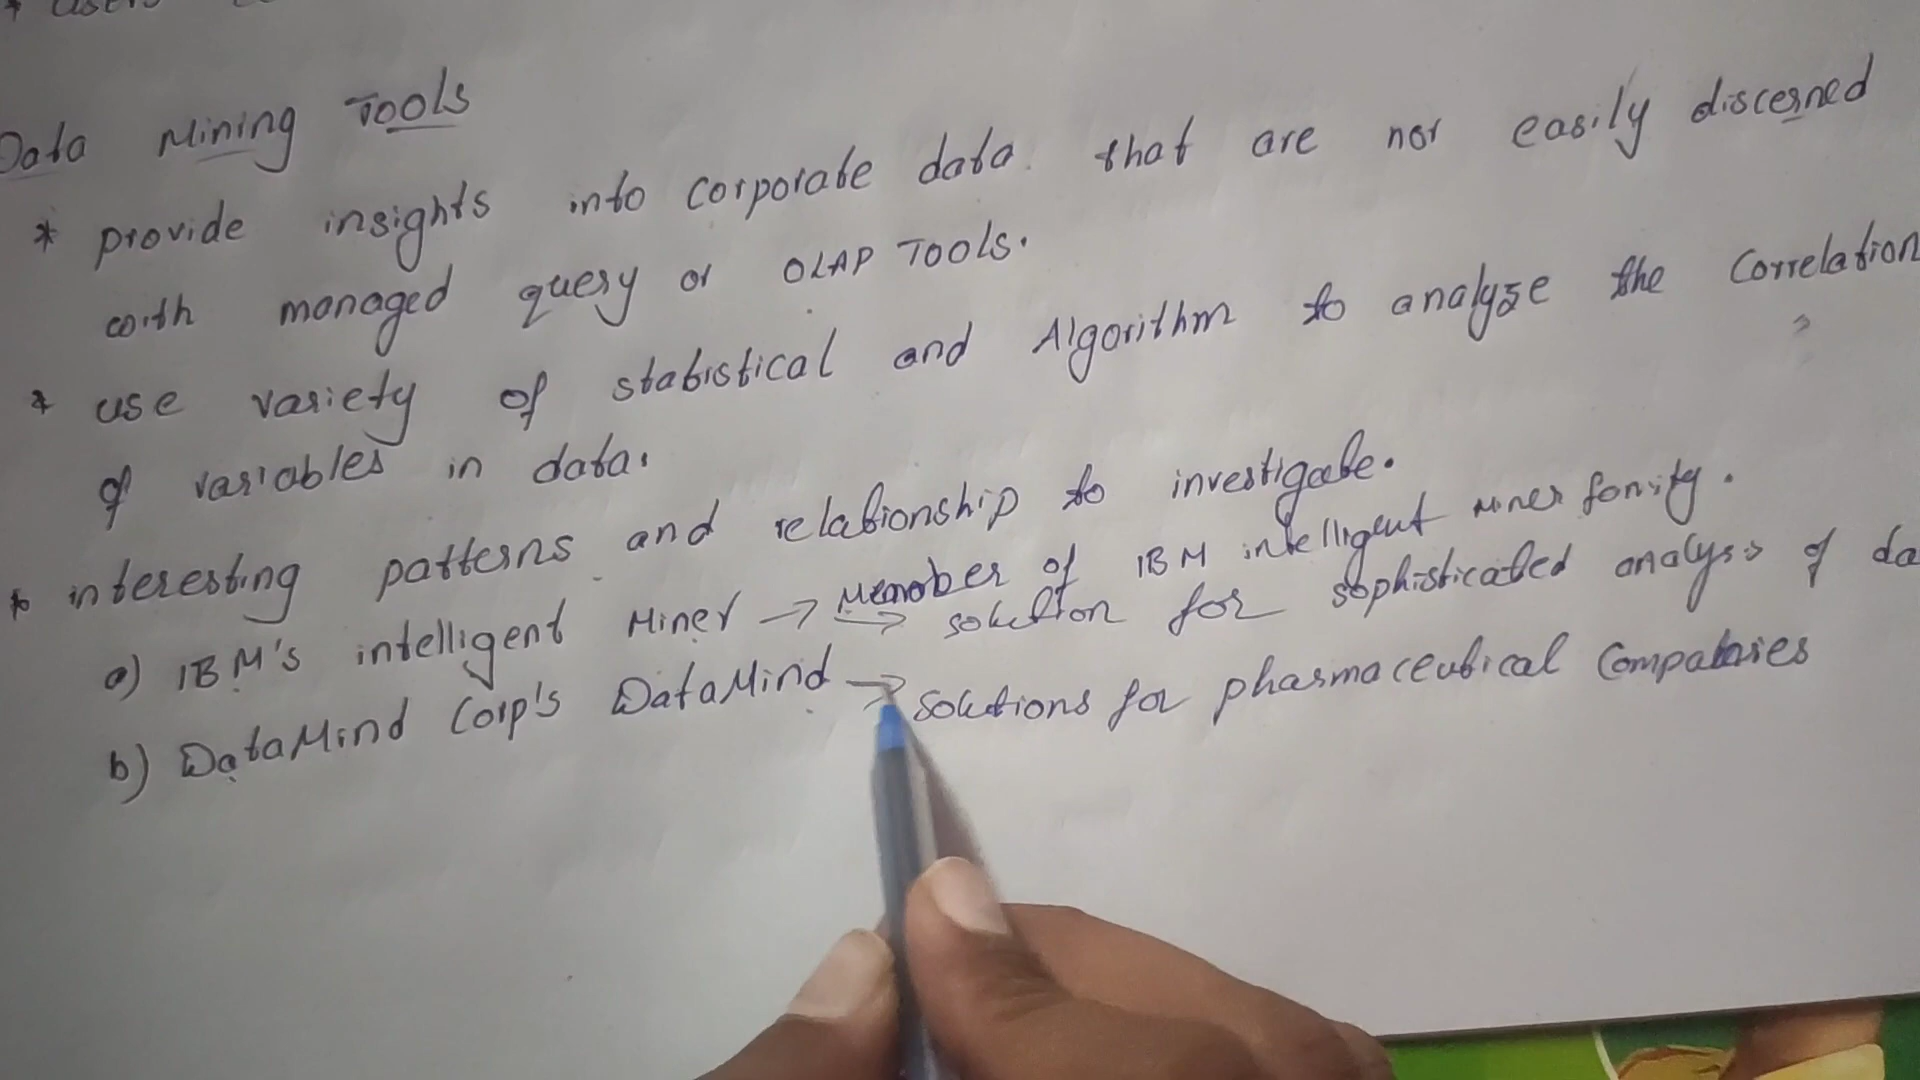 Data Mining Tools
* provide insights into corporate data. that are not easily discerned
with managed query or OLAP Tools.
* use variety of statistical and Algorithm to analyze the Correlation
of variables in data.
* interesting patterns and relationship to investigate.
a) IBM's intelligent Miner → Member of IBM intelligent Miner
→ solution for sophisticated analysis of da
b) DataMind Corp's DataMind → solutions for pharmaceutical